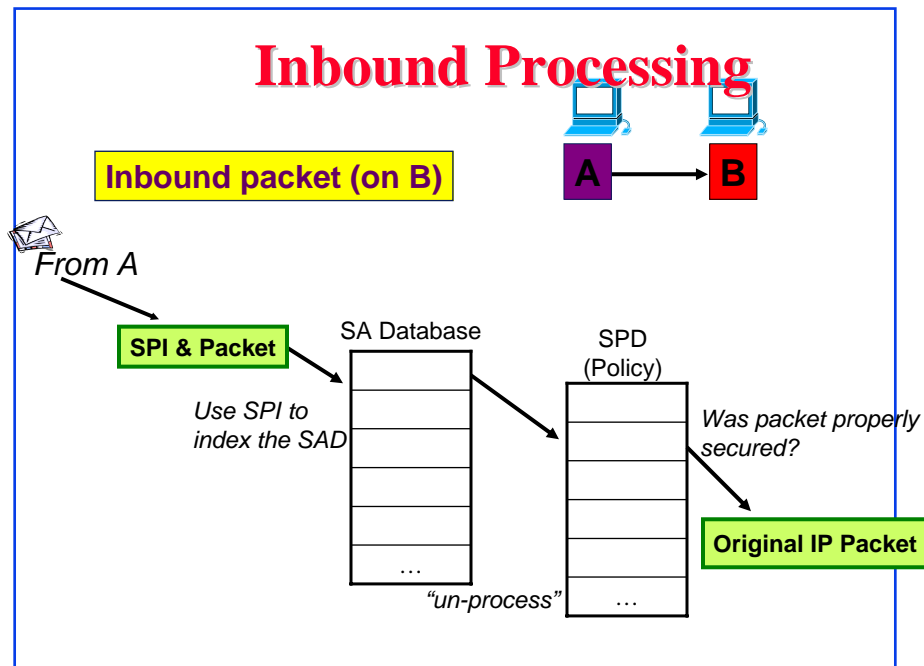 Inbound Processing
Inbound packet (on B)
A
B
From A
SPI & Packet
SA Database
SPD
(Policy)
Use SPI to
index the SAD
Was packet properly
secured?
Original IP Packet
…
"un-process"
…